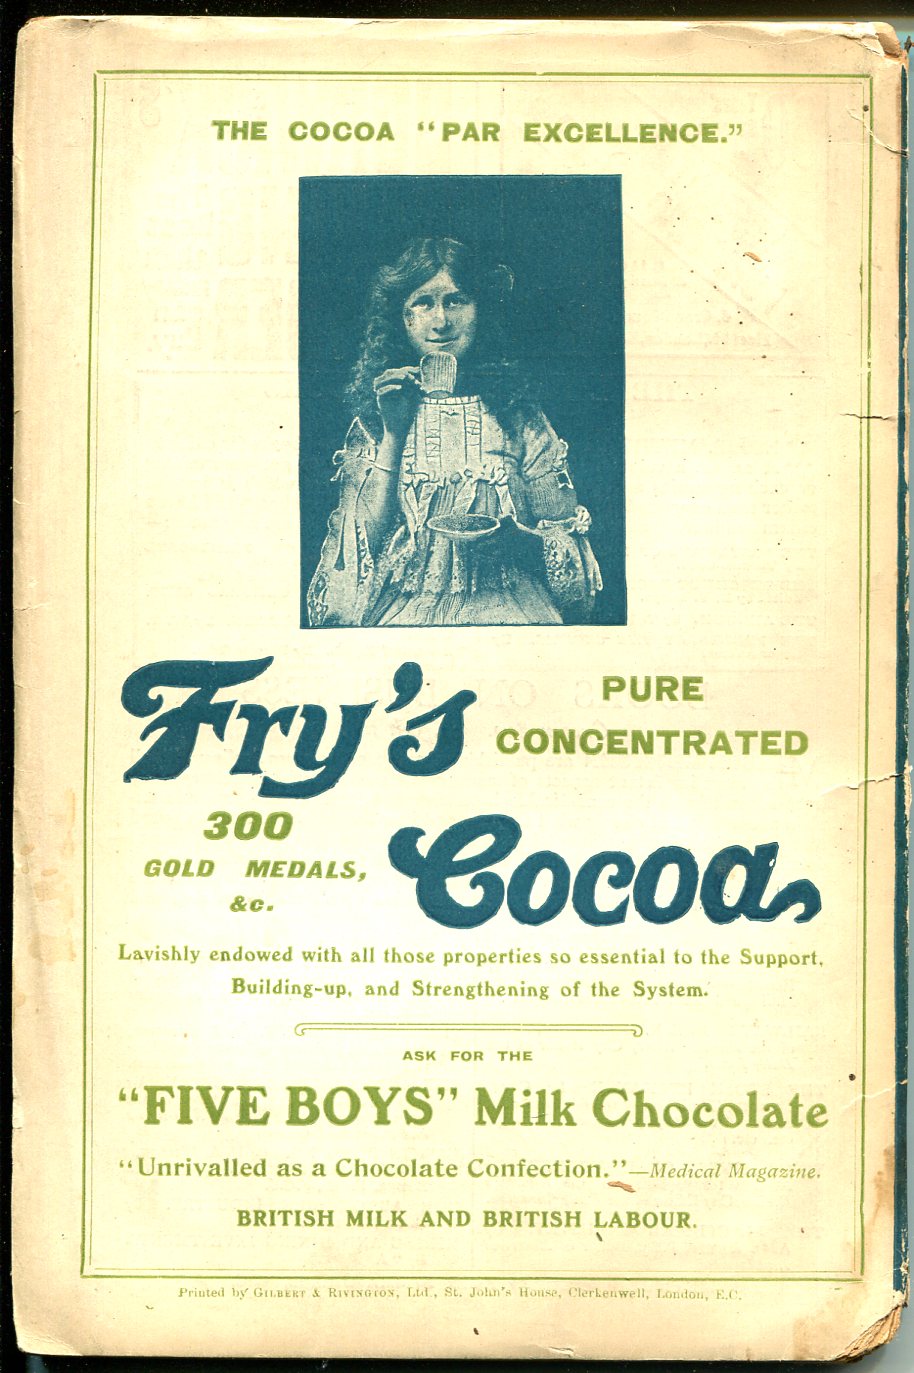 THE COCOA “PAR EXCELLENCE.”
Fry's
PURE
CONCENTRATED
300
GOLD MEDALS,
&c.
Cocoa
Lavishly endowed with all those properties so essential to the Support,
Building-up, and Strengthening of the System.
ASK FOR THE
“FIVE BOYS” Milk Chocolate
“Unrivalled as a Chocolate Confection.”—Medical Magazine.
BRITISH MILK AND BRITISH LABOUR.
Printed by GILBERT & RIVINGTON, Ltd., St. John's House, Clerkenwell, London, E.C.